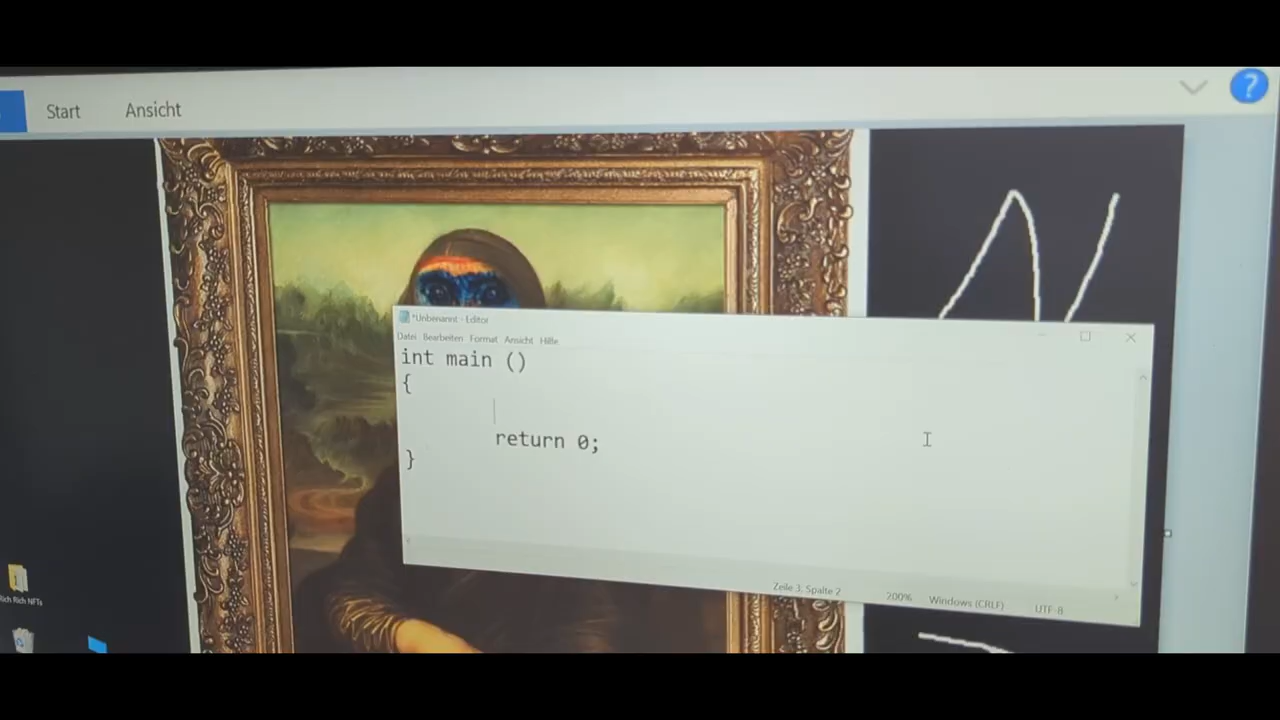 Start Ansicht
?
*Unbenannt - Editor
Datei Bearbeiten Format Ansicht Hilfe
int main ()
{
return 0;
}
Rich Rich NFTs
Zeile 3, Spalte 2 200% Windows (CRLF) UTF-8